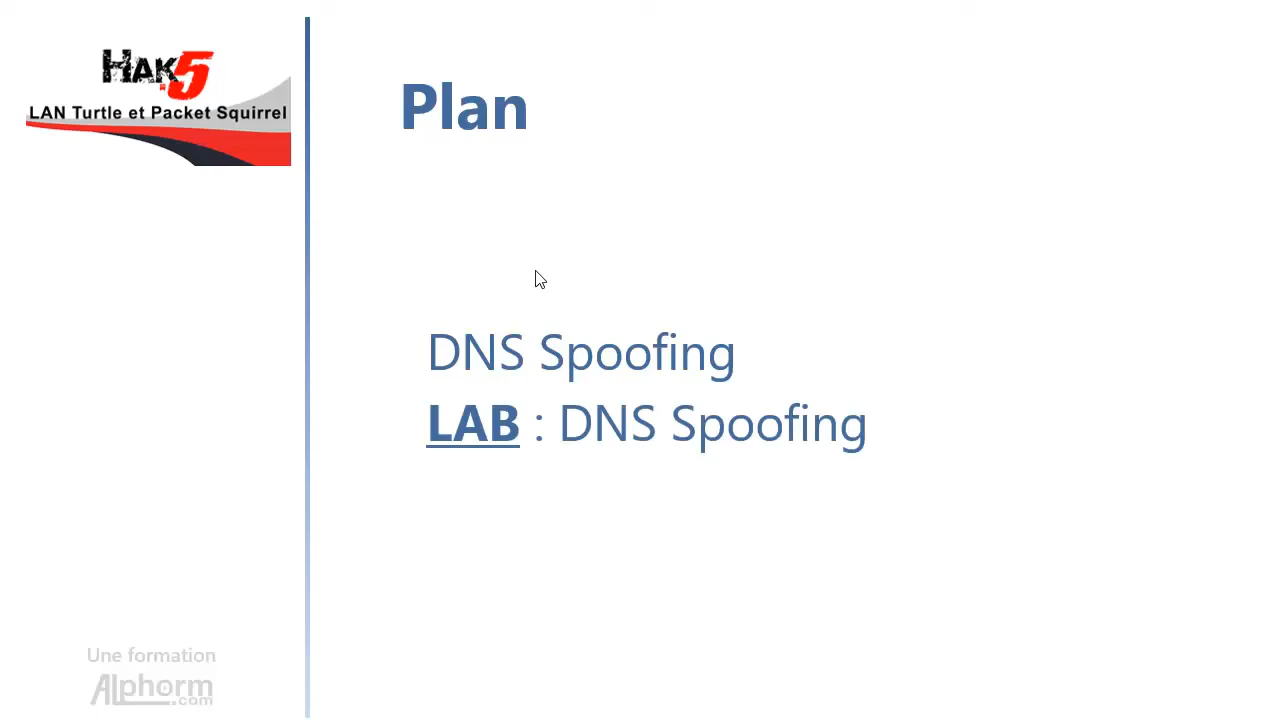 HAK5
LAN Turtle et Packet Squirrel
Plan
DNS Spoofing
LAB : DNS Spoofing
Une formation
Alphorm
.com